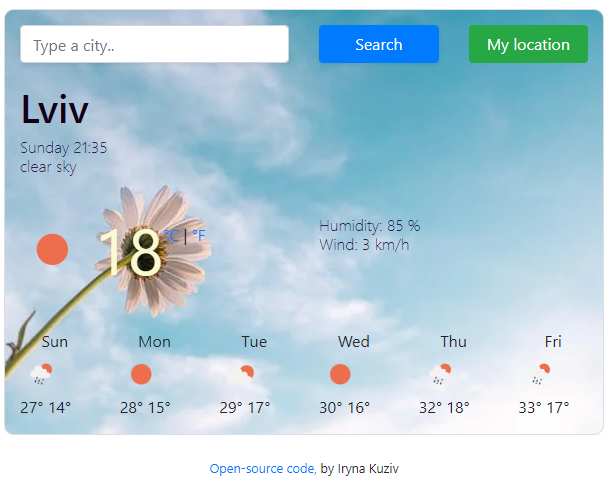 Type a city.. Search My location
Lviv
Sunday 21:35
clear sky
18 °C | °F
Humidity: 85 %
Wind: 3 km/h
Sun Mon Tue Wed Thu Fri
27° 14° 28° 15° 29° 17° 30° 16° 32° 18° 33° 17°
Open-source code, by Iryna Kuziv